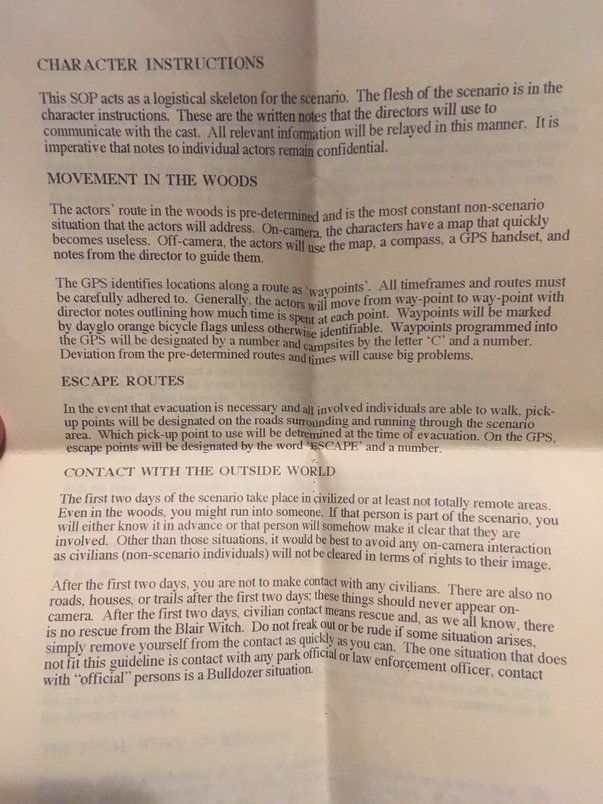 CHARACTER INSTRUCTIONS
This SOP acts as a logistical skeleton for the scenario. The flesh of the scenario is in the
character instructions. These are the written notes that the directors will use to
communicate with the cast. All relevant information will be relayed in this manner. It is
imperative that notes to individual actors remain confidential.
MOVEMENT IN THE WOODS
The actors' route in the woods is pre-determined and is the most constant non-scenario
situation that the actors will address. On-camera, the characters have a map that quickly
becomes useless. Off-camera, the actors will use the map, a compass, a GPS handset, and
notes from the director to guide them.
The GPS identifies locations along a route as 'waypoints'. All timeframes and routes must
be carefully adhered to. Generally, the actors will move from way-point to way-point with
director notes outlining how much time is spent at each point. Waypoints will be marked
by dayglo orange bicycle flags unless otherwise identifiable. Waypoints programmed into
the GPS will be designated by a number and campsites by the letter 'C' and a number.
Deviation from the pre-determined routes and times will cause big problems.
ESCAPE ROUTES
In the event that evacuation is necessary and all involved individuals are able to walk, pick-
up points will be designated on the roads surrounding and running through the scenario
area. Which pick-up point to use will be detremined at the time of evacuation. On the GPS,
escape points will be designated by the word 'ESCAPE' and a number.
CONTACT WITH THE OUTSIDE WORLD
The first two days of the scenario take place in civilized or at least not totally remote areas.
Even in the woods, you might run into someone. If that person is part of the scenario, you
will either know it in advance or that person will somehow make it clear that they are
involved. Other than those situations, it would be best to avoid any on-camera interaction
as civilians (non-scenario individuals) will not be cleared in terms of rights to their image.
After the first two days, you are not to make contact with any civilians. There are also no
roads, houses, or trails after the first two days; these things should never appear on-
camera. After the first two days, civilian contact means rescue and, as we all know, there
is no rescue from the Blair Witch. Do not freak out or be rude if some situation arises,
simply remove yourself from the contact as quickly as you can. The one situation that does
not fit this guideline is contact with any park official or law enforcement officer, contact
with "official" persons is a Bulldozer situation.